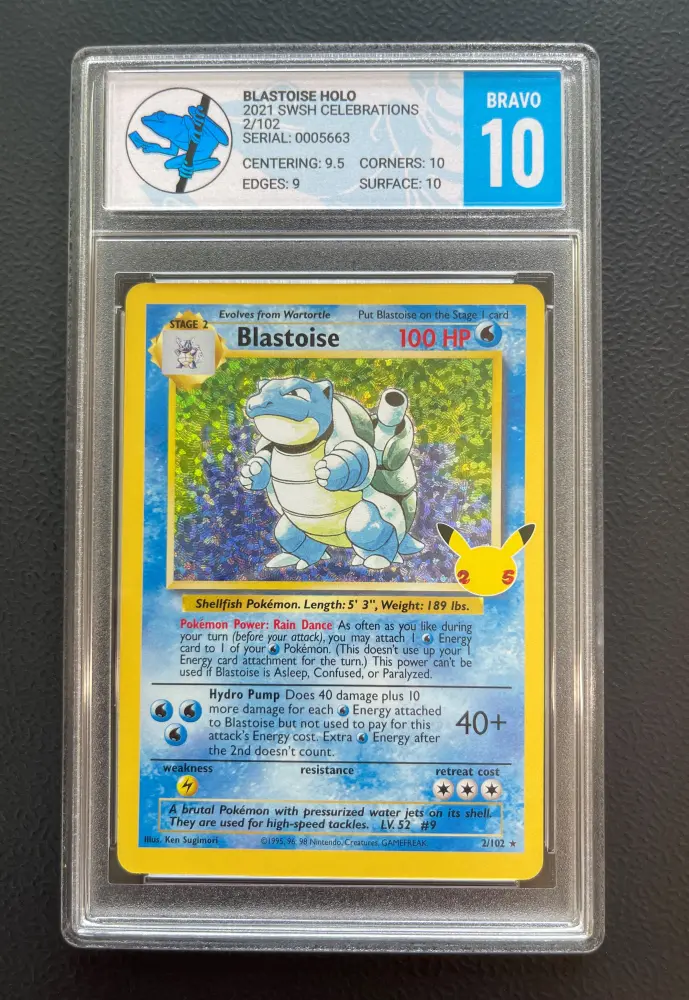 BLASTOISE HOLO
2021 SWSH CELEBRATIONS
2/102
SERIAL: 0005663
CENTERING: 9.5 CORNERS: 10
EDGES: 9 SURFACE: 10
BRAVO
10
Evolves from Wartortle Put Blastoise on the Stage 1 card
STAGE 2
Blastoise 100 HP
2 5
Shellfish Pokémon. Length: 5' 3", Weight: 189 lbs.
Pokémon Power: Rain Dance As often as you like during
your turn (before your attack), you may attach 1 Energy
card to 1 of your Pokémon. (This doesn't use up your 1
Energy card attachment for the turn.) This power can't be
used if Blastoise is Asleep, Confused, or Paralyzed.
Hydro Pump Does 40 damage plus 10
more damage for each Energy attached
to Blastoise but not used to pay for this
attack's Energy cost. Extra Energy after
the 2nd doesn't count.
40+
weakness resistance retreat cost
A brutal Pokémon with pressurized water jets on its shell.
They are used for high-speed tackles. LV. 52 #9
Illus. Ken Sugimori ©1995, 96, 98 Nintendo, Creatures, GAMEFREAK 2/102 ★